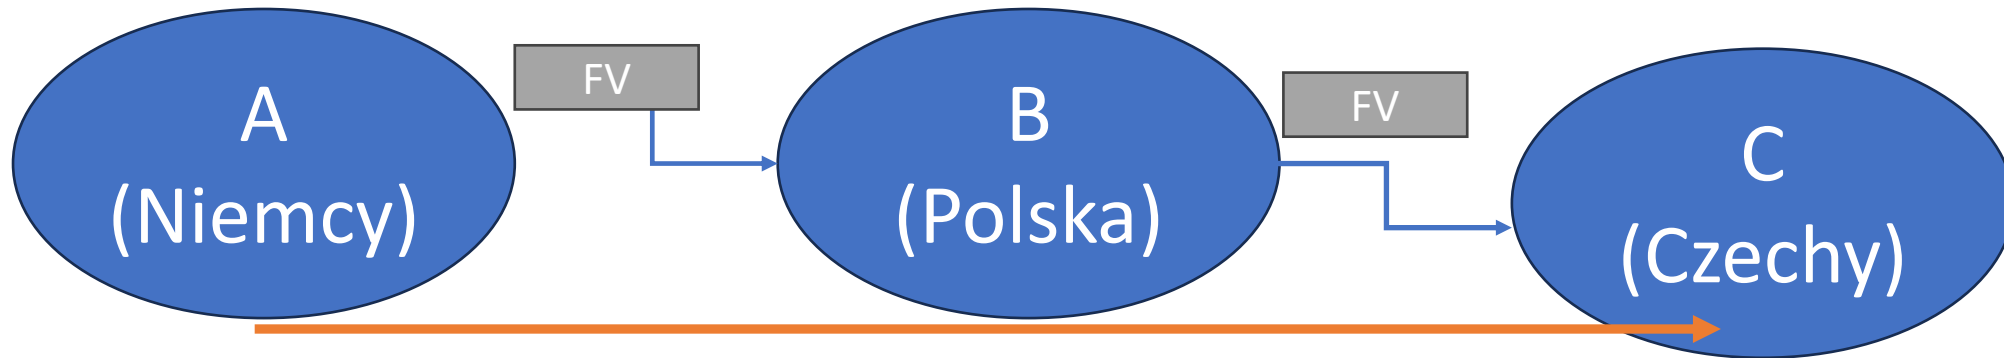 A
(Niemcy)
FV
B
(Polska)
FV
C
(Czechy)